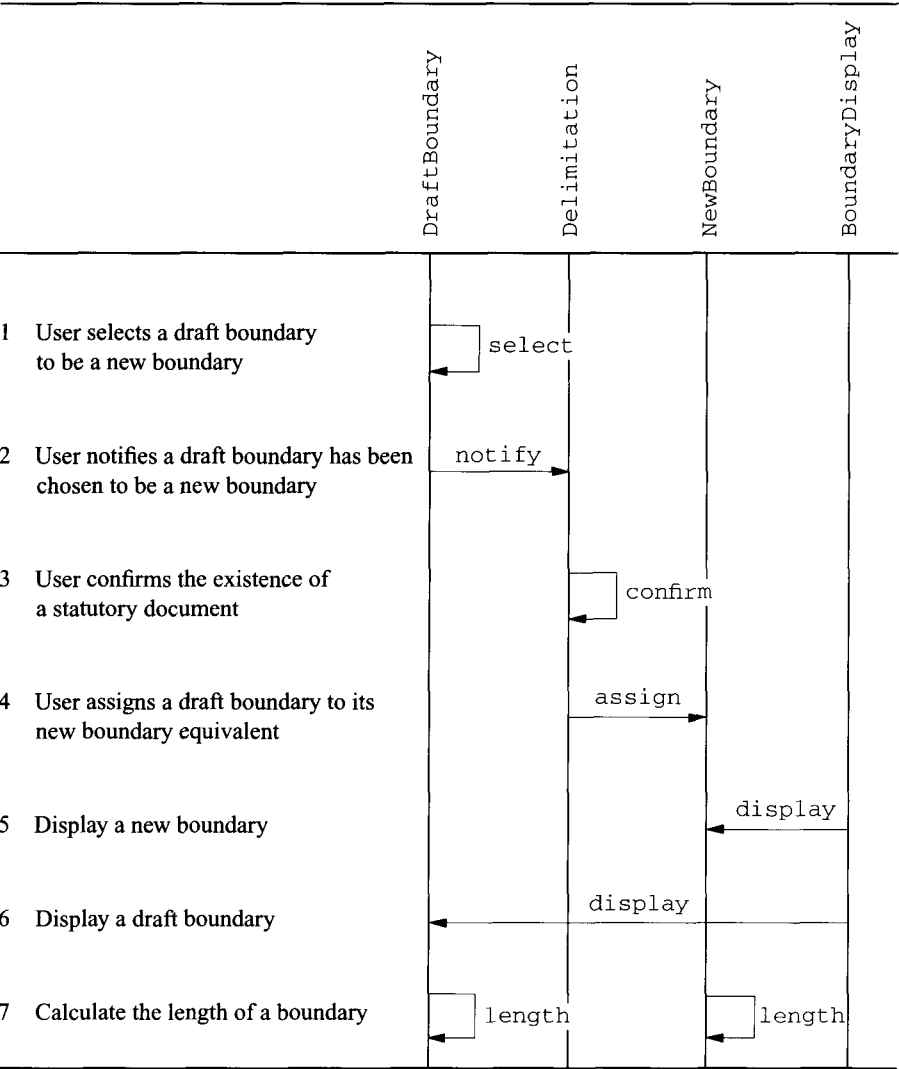 DraftBoundary
Delimitation
NewBoundary
BoundaryDisplay
1 User selects a draft boundary
to be a new boundary
select
2 User notifies a draft boundary has been
chosen to be a new boundary
notify
3 User confirms the existence of
a statutory document
confirm
4 User assigns a draft boundary to its
new boundary equivalent
assign
5 Display a new boundary
display
6 Display a draft boundary
display
7 Calculate the length of a boundary
length
length